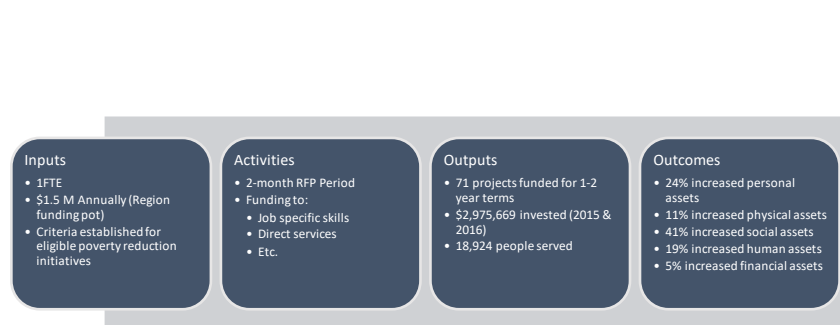 Inputs
• 1FTE
• $1.5 M Annually (Region
funding pot)
• Criteria established for
eligible poverty reduction
initiatives
Activities
• 2-month RFP Period
• Funding to:
• Job specific skills
• Direct services
• Etc.
Outputs
• 71 projects funded for 1-2
year terms
• $2,975,669 invested (2015 &
2016)
• 18,924 people served
Outcomes
• 24% increased personal
assets
• 11% increased physical assets
• 41% increased social assets
• 19% increased human assets
• 5% increased financial assets